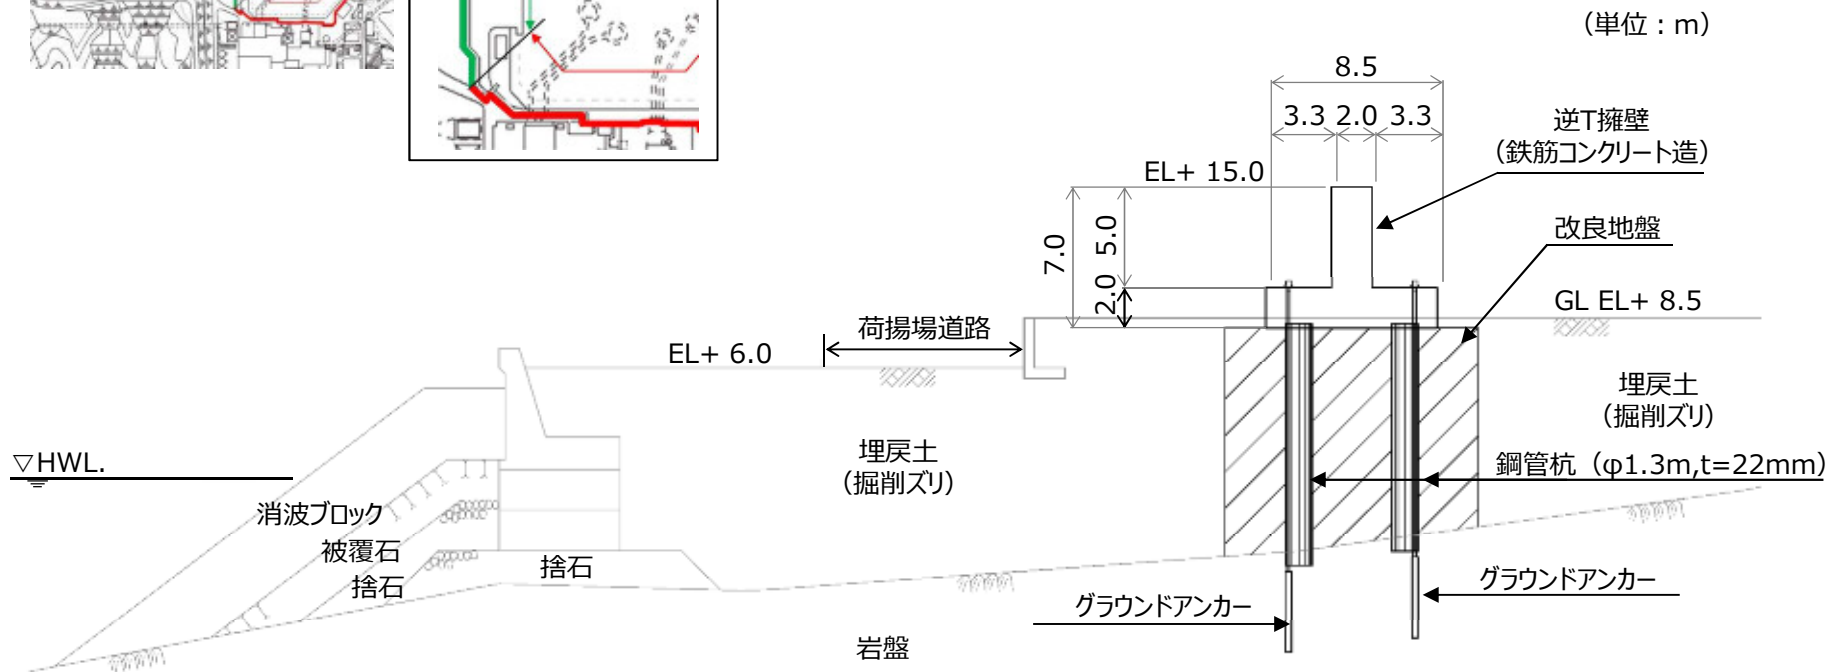 （単位：m）
8.5
3.3 2.0 3.3
逆T擁壁
（鉄筋コンクリート造）
EL+ 15.0
改良地盤
7.0
5.0
2.0
GL EL+ 8.5
荷揚場道路
EL+ 6.0
埋戻土
（掘削ズリ）
埋戻土
（掘削ズリ）
▽HWL.
鋼管杭（φ1.3m,t=22mm）
消波ブロック
被覆石
捨石
捨石
グラウンドアンカー
グラウンドアンカー
岩盤